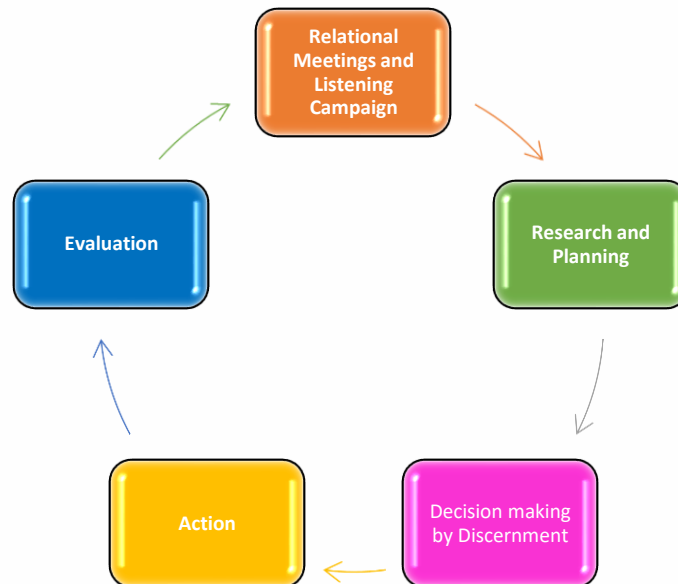 Relational
Meetings and
Listening
Campaign
Research and
Planning
Decision making
by Discernment
Action
Evaluation